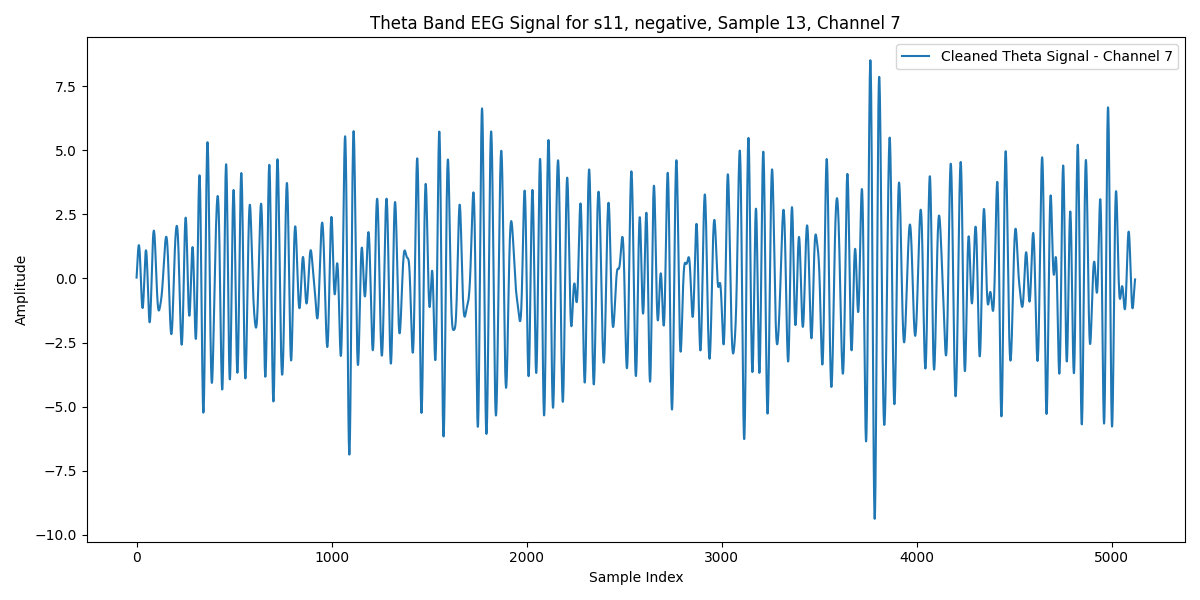 Theta Band EEG Signal for s11, negative, Sample 13, Channel 7
Cleaned Theta Signal - Channel 7
Amplitude
7.5
5.0
2.5
0.0
−2.5
−5.0
−7.5
−10.0
0 1000 2000 3000 4000 5000
Sample Index